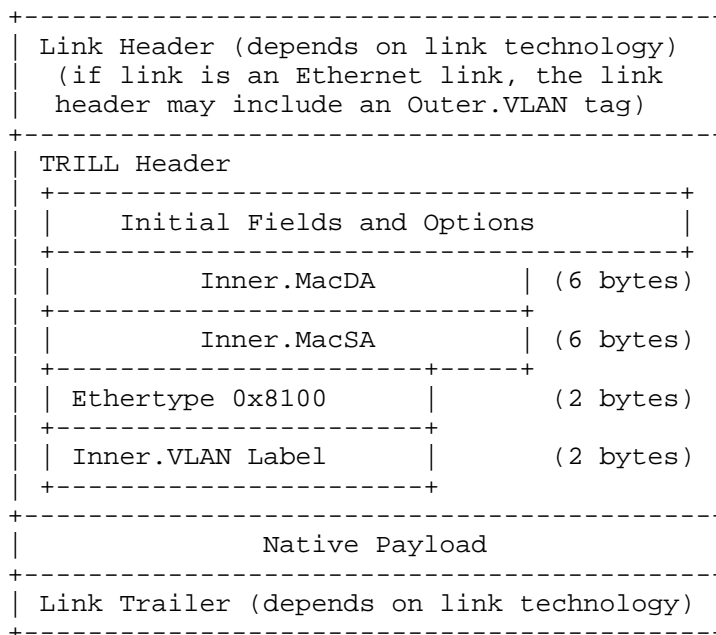 Link Header (depends on link technology)
(if link is an Ethernet link, the link
header may include an Outer.VLAN tag)
TRILL Header
Initial Fields and Options
Inner.MacDA (6 bytes)
Inner.MacSA (6 bytes)
Ethertype 0x8100 (2 bytes)
Inner.VLAN Label (2 bytes)
Native Payload
Link Trailer (depends on link technology)